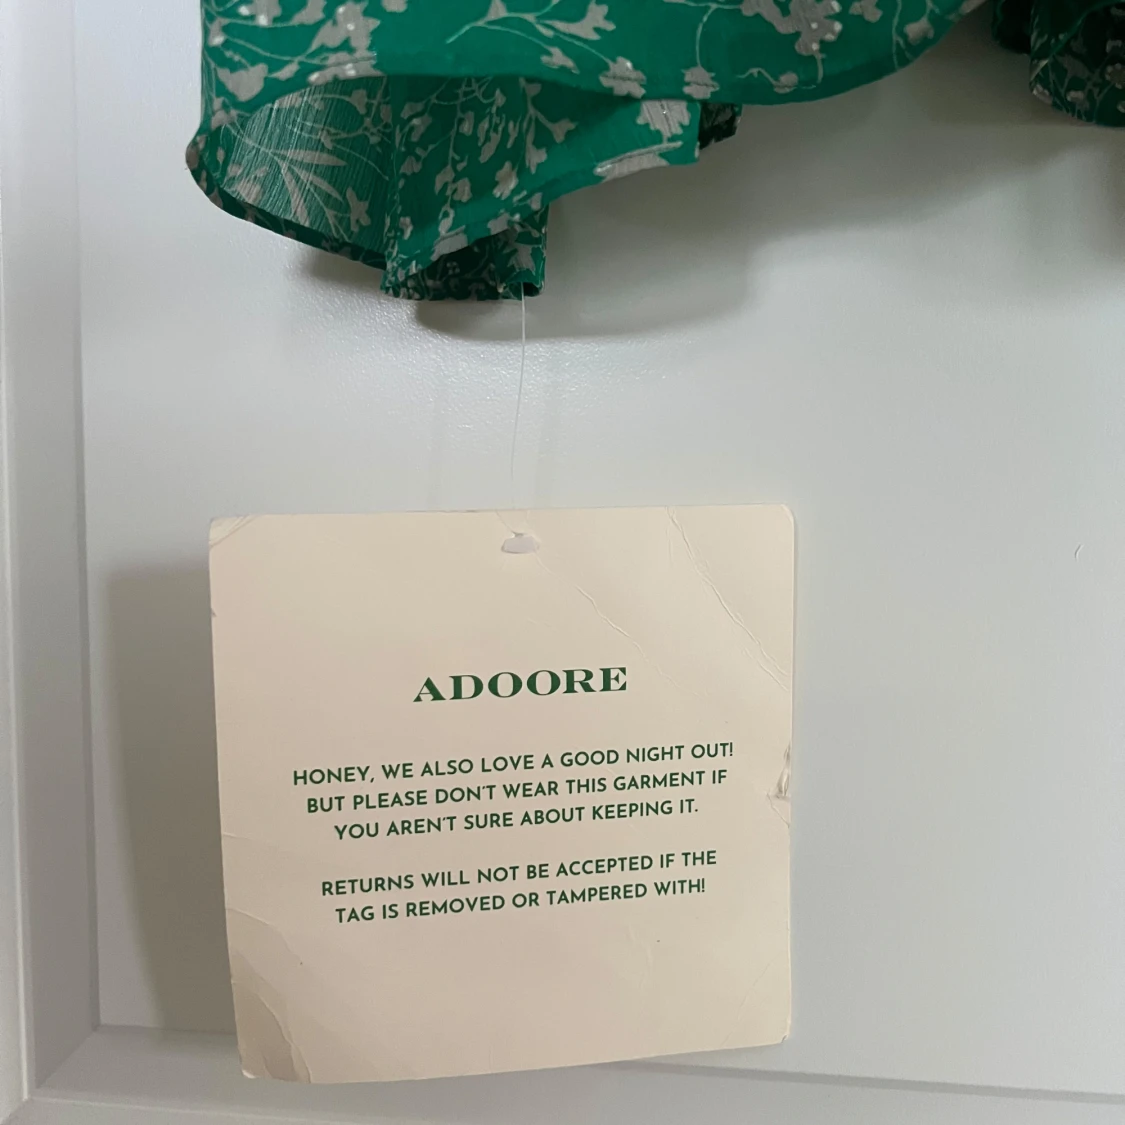 ADOORE
HONEY, WE ALSO LOVE A GOOD NIGHT OUT!
BUT PLEASE DON'T WEAR THIS GARMENT IF
YOU AREN'T SURE ABOUT KEEPING IT.
RETURNS WILL NOT BE ACCEPTED IF THE
TAG IS REMOVED OR TAMPERED WITH!